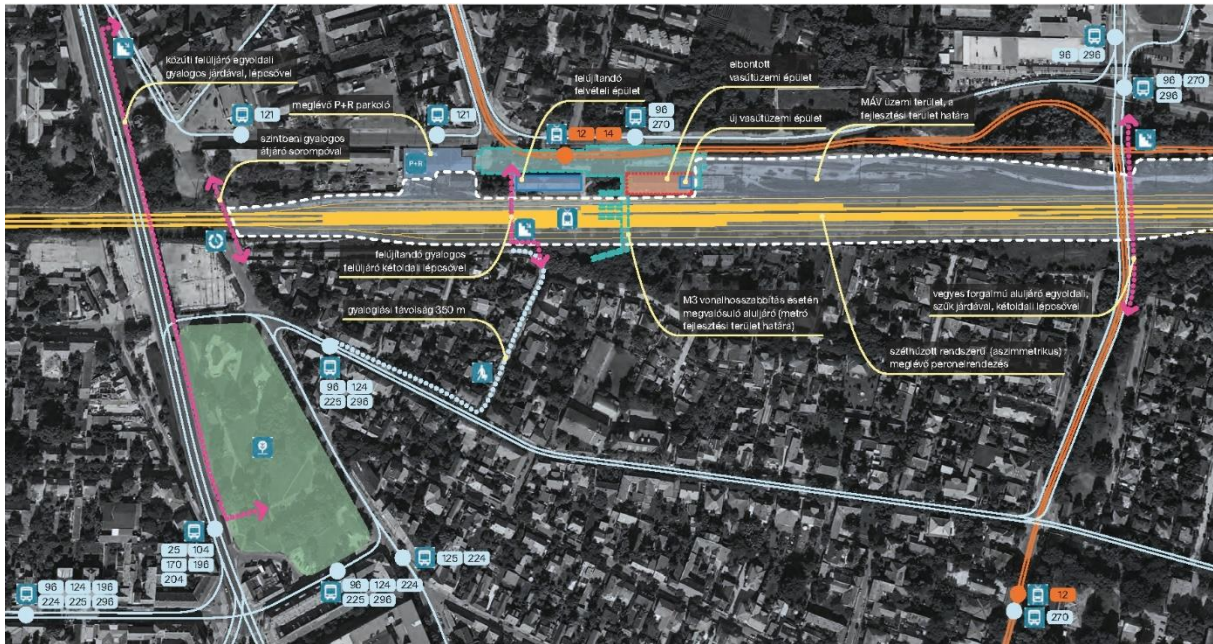 közúti felüljáró egyoldali
gyalogos járdával, lépcsővel
121
meglévő P+R parkoló
szintbeni gyalogos
átjáró sorompóval
P+R
121
felújítandó
felvételi épület
12 14
96
270
elbontott
vasútüzemi épület
új vasútüzemi épület
MÁV üzemi terület, a
fejlesztési terület határa
96 296
96 270
296
felújítandó gyalogos
felüljáró kétoldali lépcsővel
gyaloglási távolság 350 m
M3 vonalhosszabbítás esetén
megvalósuló aluljáró (metró
fejlesztési terület határa)
vegyes forgalmú aluljáró egyoldali,
szűk járdával, kétoldali lépcsővel
széthúzott rendszerű (aszimmetrikus)
meglévő peronelrendezés
96 124
225 296
25 104
170 196
204
96 124 196
224 225 296
96 124 224
225 296
125 224
12
270